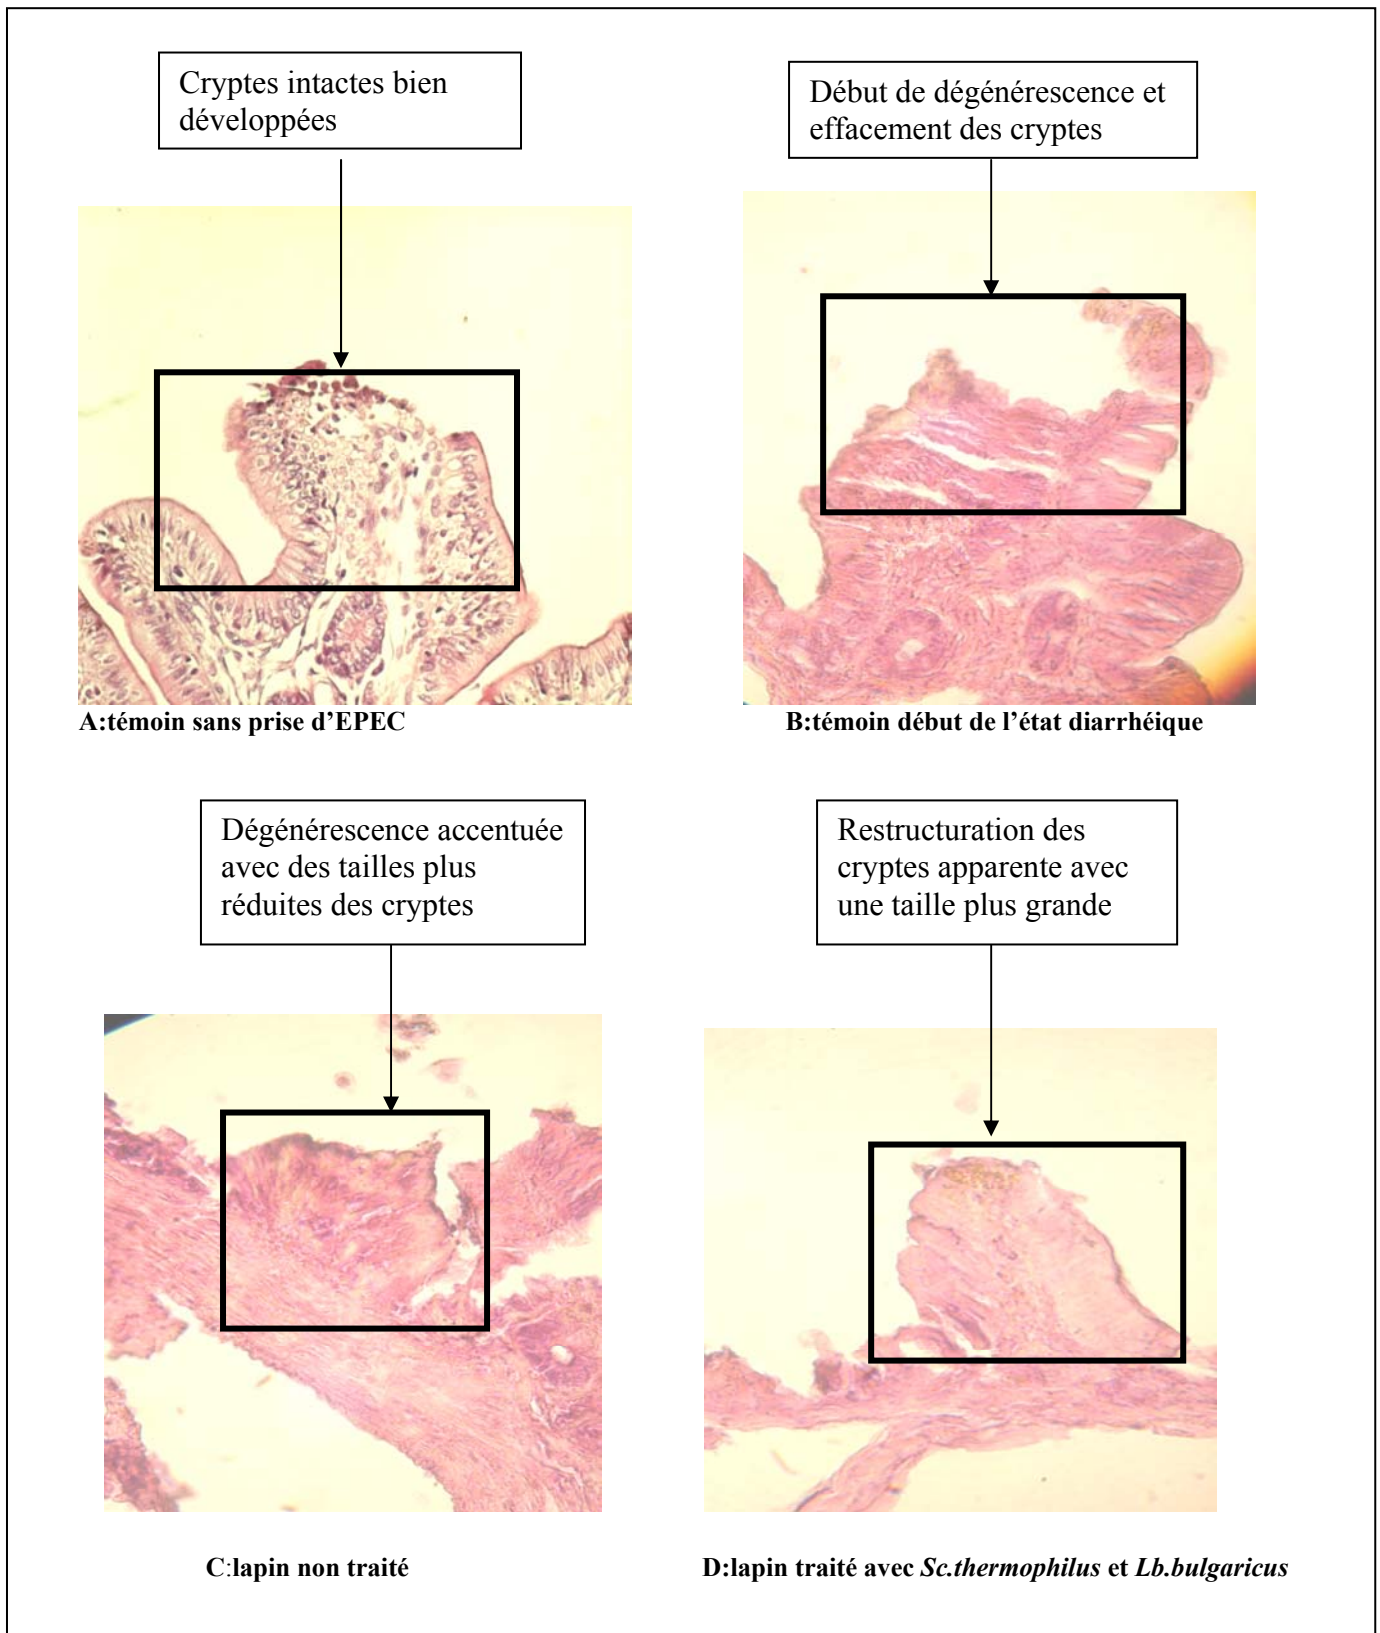 Cryptes intactes bien
développées
Début de dégénérescence et
effacement des cryptes
A:témoin sans prise d’EPEC
B:témoin début de l’état diarrhéique
Dégénérescence accentuée
avec des tailles plus
réduites des cryptes
Restructuration des
cryptes apparente avec
une taille plus grande
C:lapin non traité
D:lapin traité avec Sc.thermophilus et Lb.bulgaricus